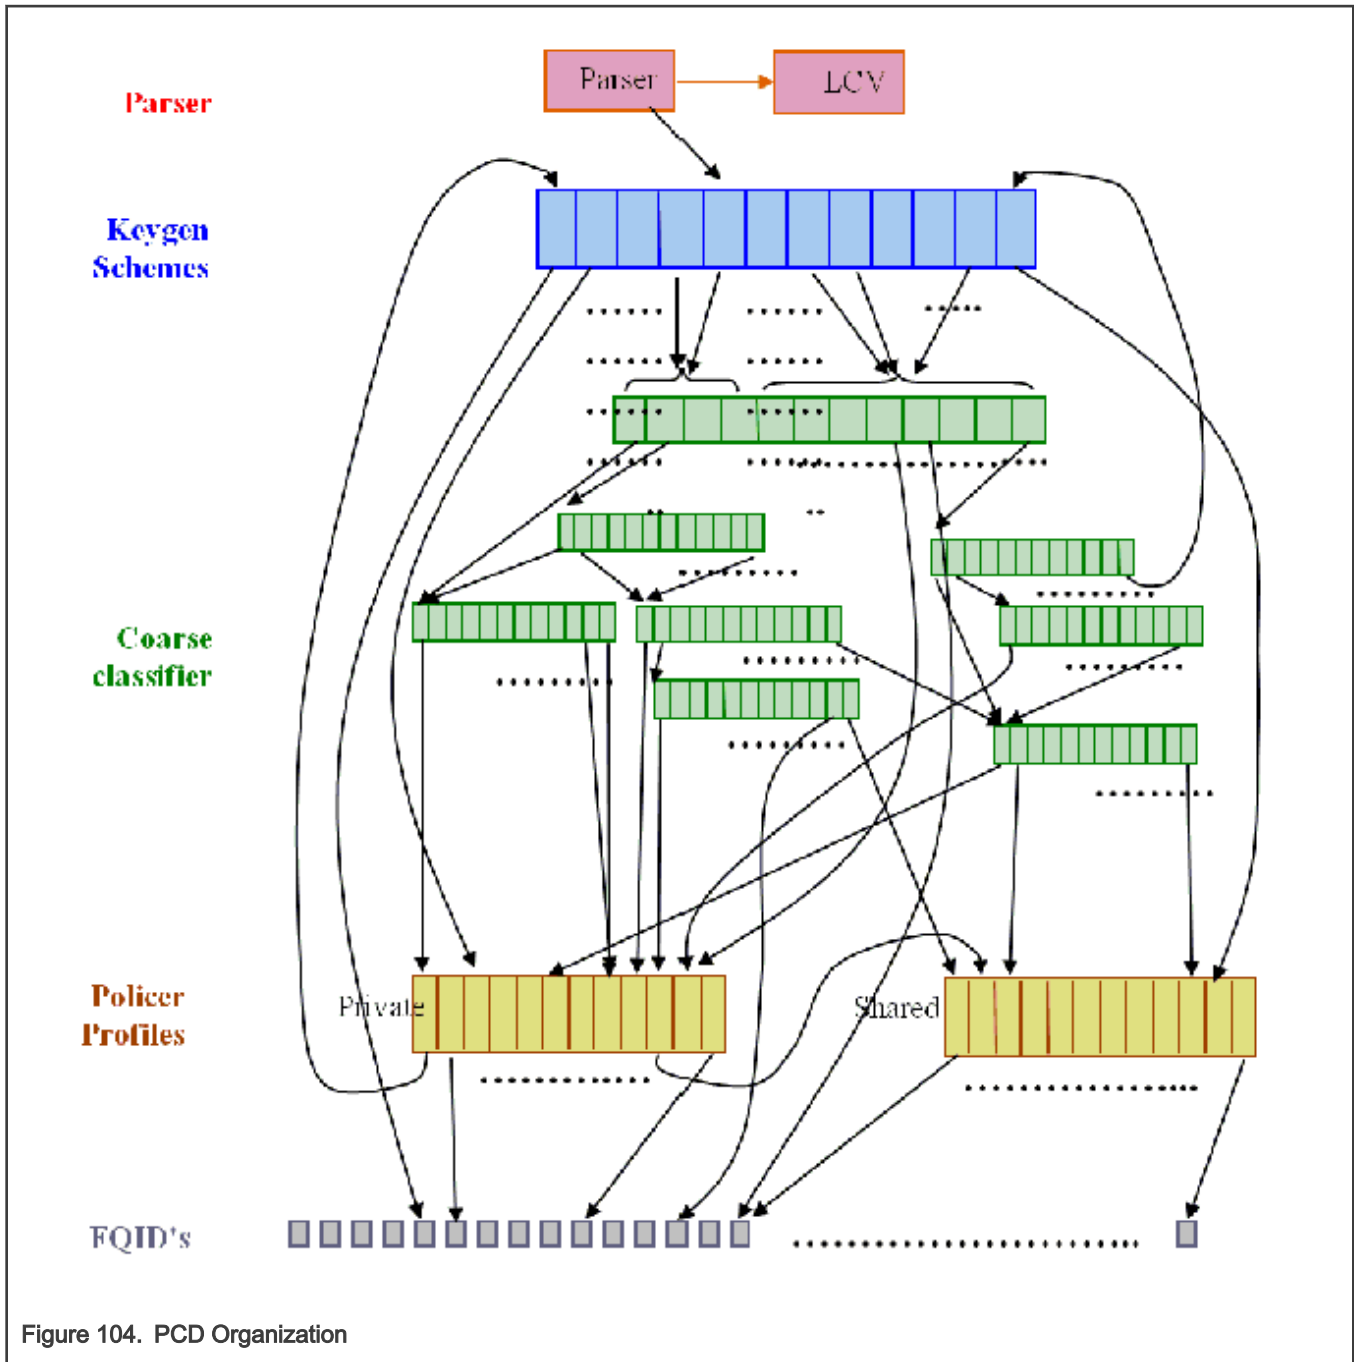 Parser
Parser
LCV
Keygen
Schemes
Coarse
classifier
Policer
Profiles
Private
Shared
FQID's
Figure 104. PCD Organization